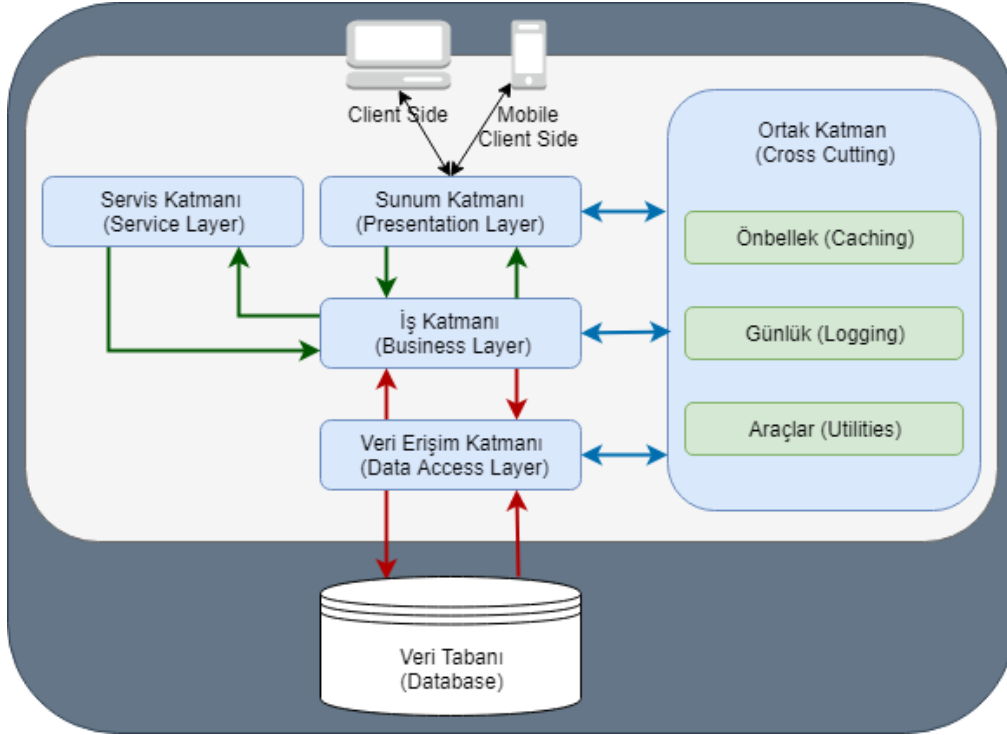 Client Side
Mobile
Client Side
Ortak Katman
(Cross Cutting)
Servis Katmanı
(Service Layer)
Sunum Katmanı
(Presentation Layer)
Önbellek (Caching)
İş Katmanı
(Business Layer)
Günlük (Logging)
Veri Erişim Katmanı
(Data Access Layer)
Araçlar (Utilities)
Veri Tabanı
(Database)